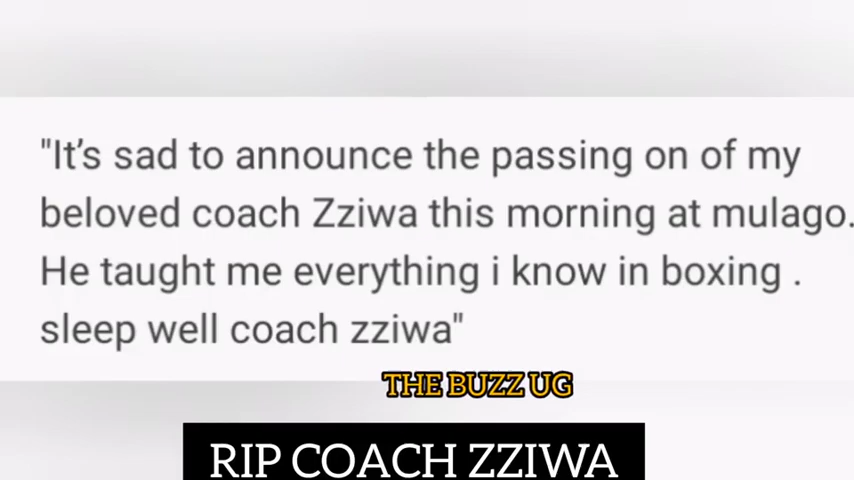 "It’s sad to announce the passing on of my
beloved coach Zziwa this morning at mulago.
He taught me everything i know in boxing .
sleep well coach zziwa"
THE BUZZ UG
RIP COACH ZZIWA